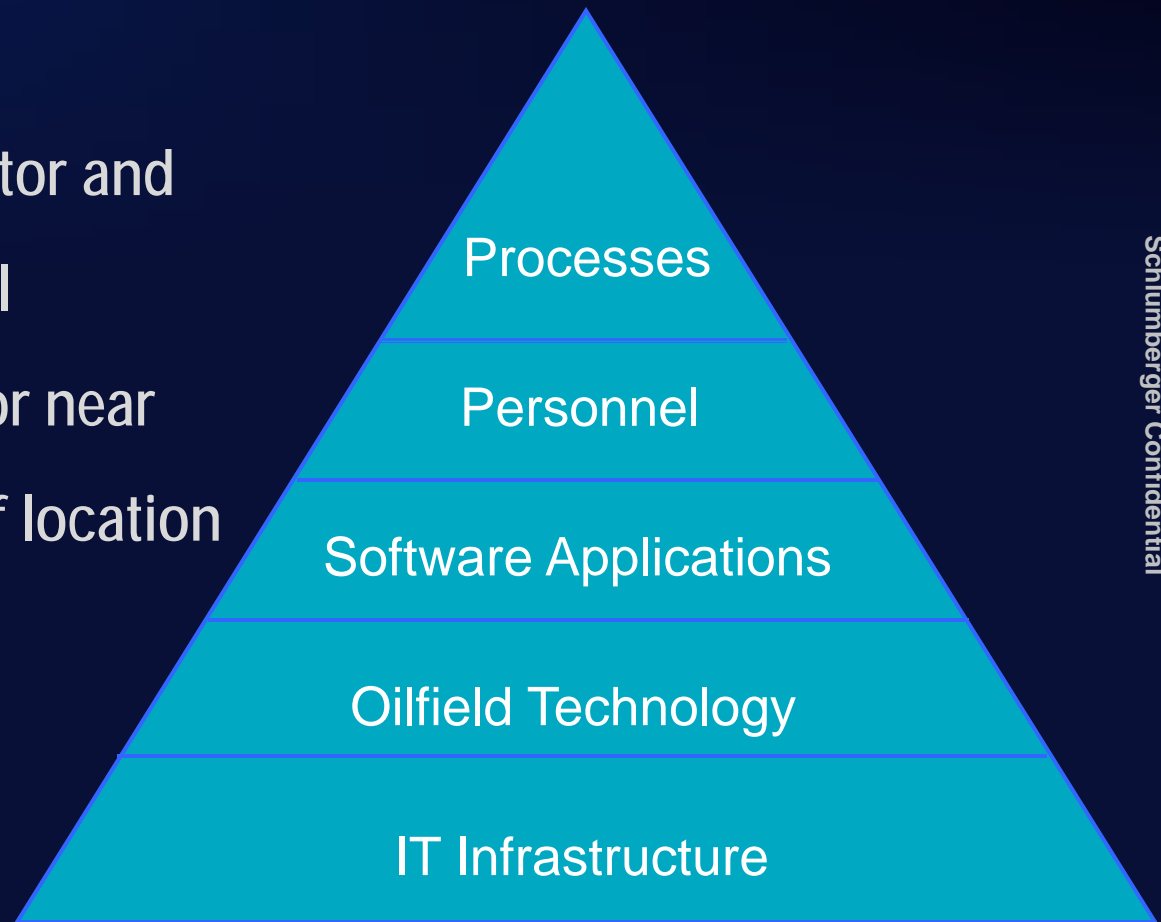 tor and
l
or near
f location
Processes
Personnel
Software Applications
Oilfield Technology
IT Infrastructure
Schlumberger Confidential